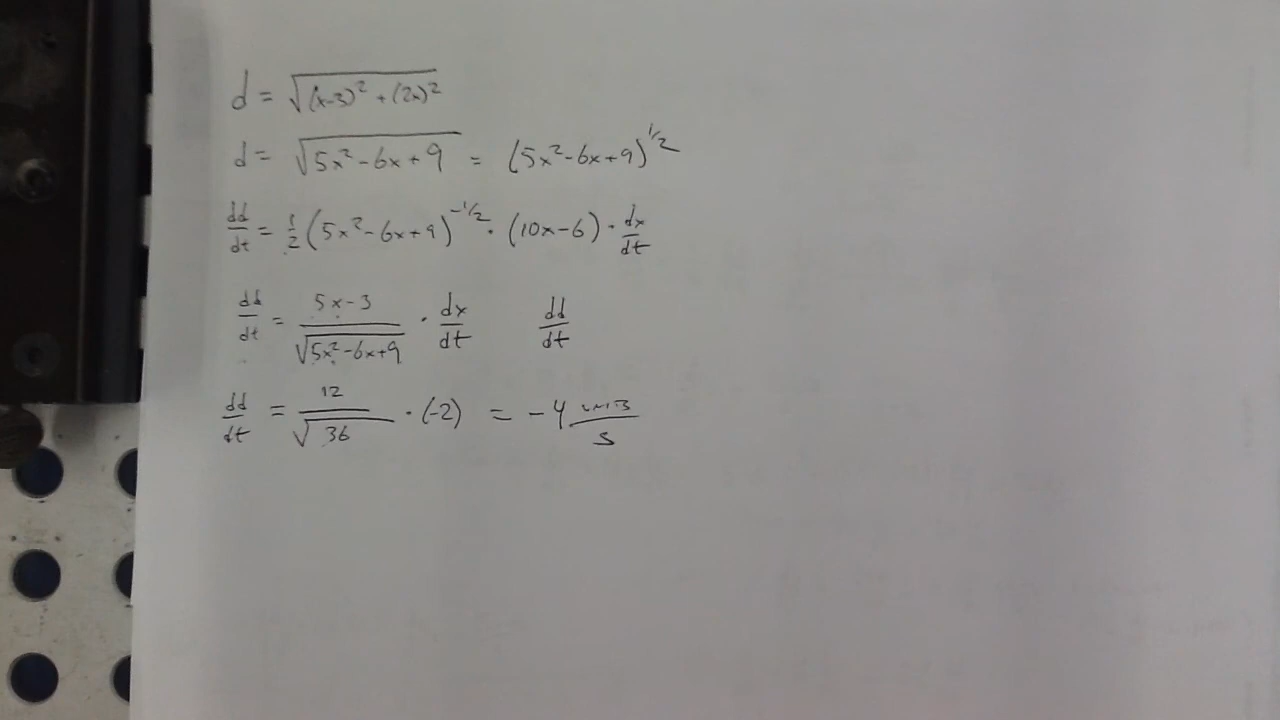 d = √((x-3)² + (2x)²)
d = √(5x² - 6x + 9) = (5x² - 6x + 9)^1/2
dd/dt = 1/2 (5x² - 6x + 9)^-1/2 · (10x - 6) · dx/dt
dd/dt = (5x - 3)/√(5x² - 6x + 9) · dx/dt dd/dt
dd/dt = 12/√36 · (-2) = -4 units/s